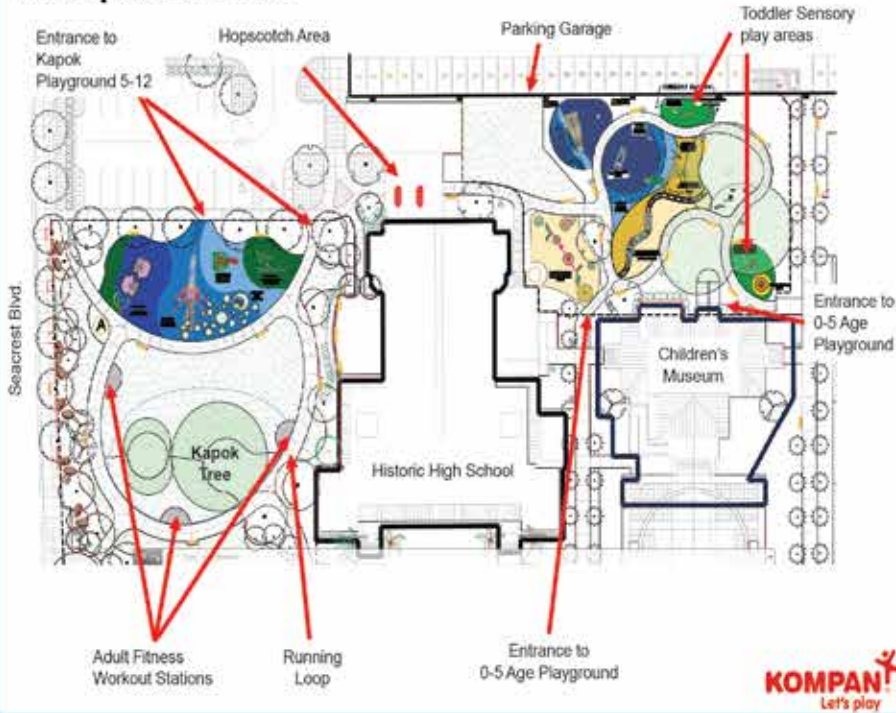 Entrance to
Kapok
Playground 5-12
Hopscotch Area
Parking Garage
Toddler Sensory
play areas
Seacrest Blvd.
A
Kapok
Tree
Historic High School
Children's
Museum
Entrance to
0-5 Age
Playground
Adult Fitness
Workout Stations
Running
Loop
Entrance to
0-5 Age Playground
KOMPAN
Let's play